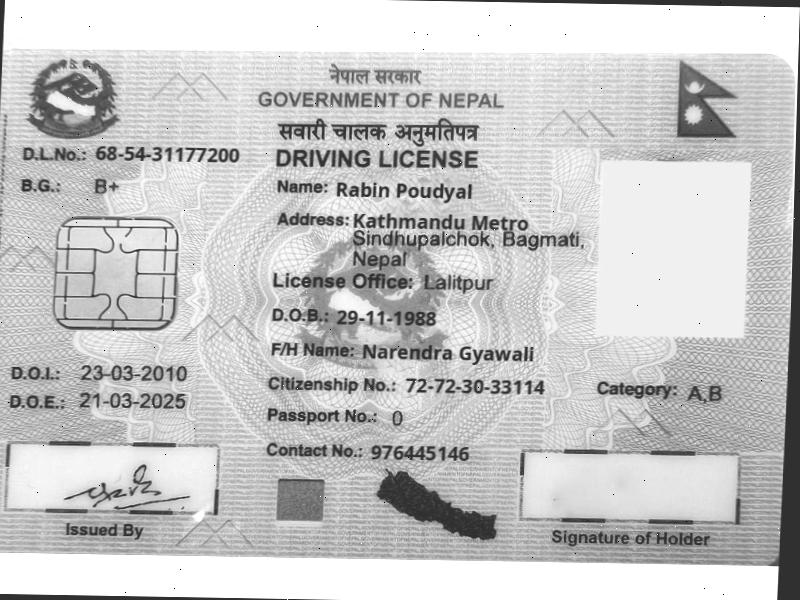 नेपाल सरकार
GOVERNMENT OF NEPAL
सवारी चालक अनुमतिपत्र
DRIVING LICENSE
D.L.No.: 68-54-31177200
B.G.: B+
Name: Rabin Poudyal
Address: Kathmandu Metro
Sindhupalchok, Bagmati,
Nepal
License Office: Lalitpur
D.O.B.: 29-11-1988
F/H Name: Narendra Gyawali
D.O.I.: 23-03-2010
D.O.E.: 21-03-2025
Citizenship No.: 72-72-30-33114
Category: A,B
Passport No.: 0
Contact No.: 976445146
Issued By
Signature of Holder